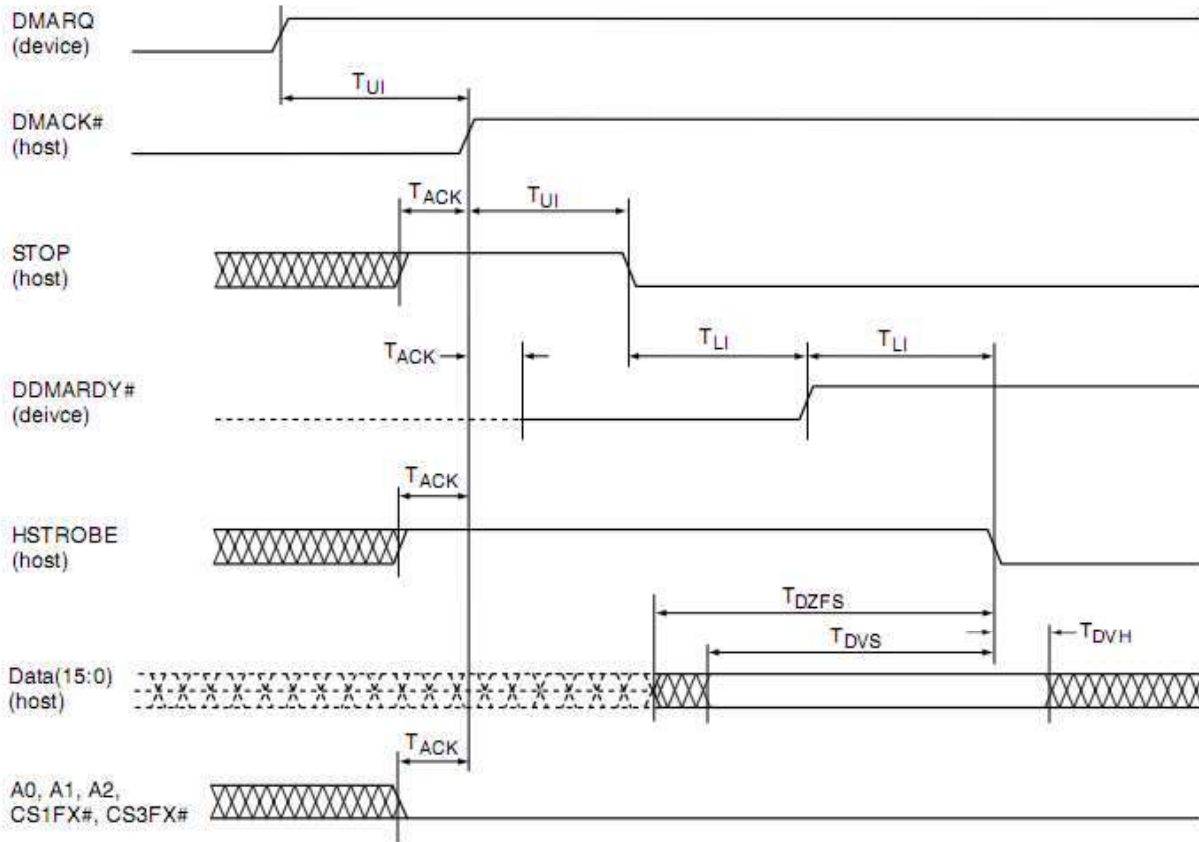 DMARQ
(device)
TUI
DMACK#
(host)
TACK
TUI
STOP
(host)
TACK
TLI
TLI
DDMARDY#
(deivce)
TACK
HSTROBE
(host)
TDZFS
TDVS
TDVH
Data(15:0)
(host)
TACK
A0, A1, A2,
CS1FX#, CS3FX#